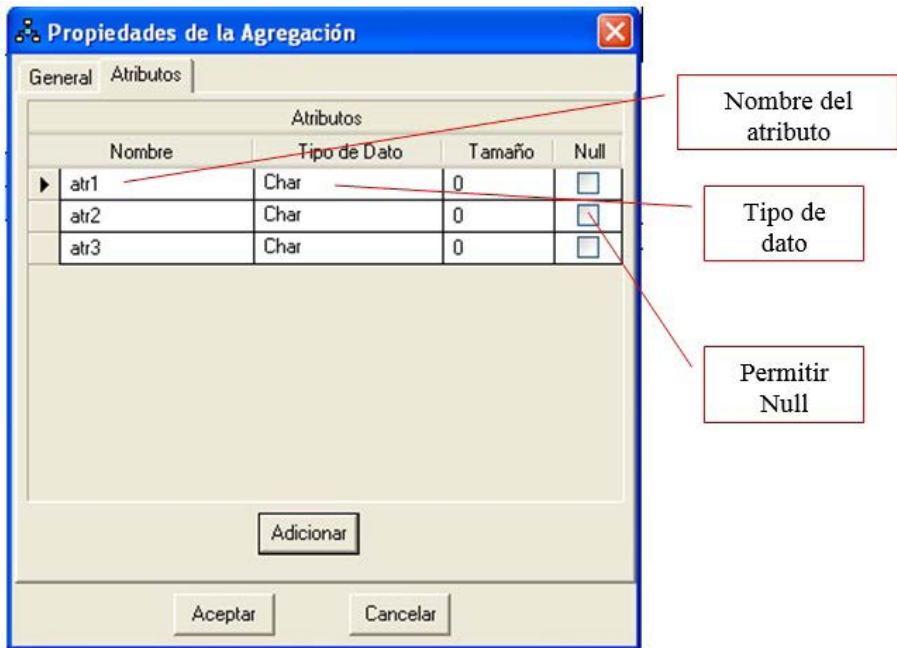 Propiedades de la Agregación
General Atributos
Atributos
Nombre Tipo de Dato Tamaño Null
atr1 Char 0
atr2 Char 0
atr3 Char 0
Adicionar
Aceptar Cancelar
Nombre del
atributo
Tipo de
dato
Permitir
Null